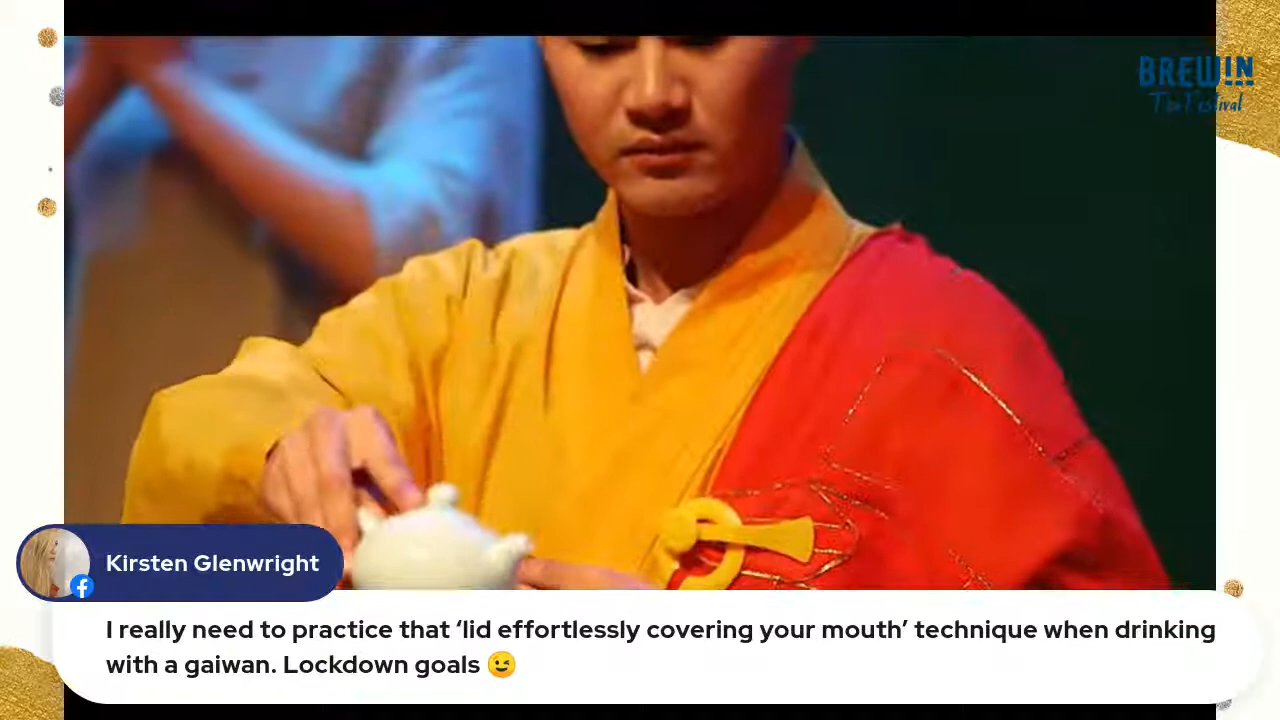 BREWIN
The Festival
Kirsten Glenwright
I really need to practice that ‘lid effortlessly covering your mouth’ technique when drinking
with a gaiwan. Lockdown goals 😉